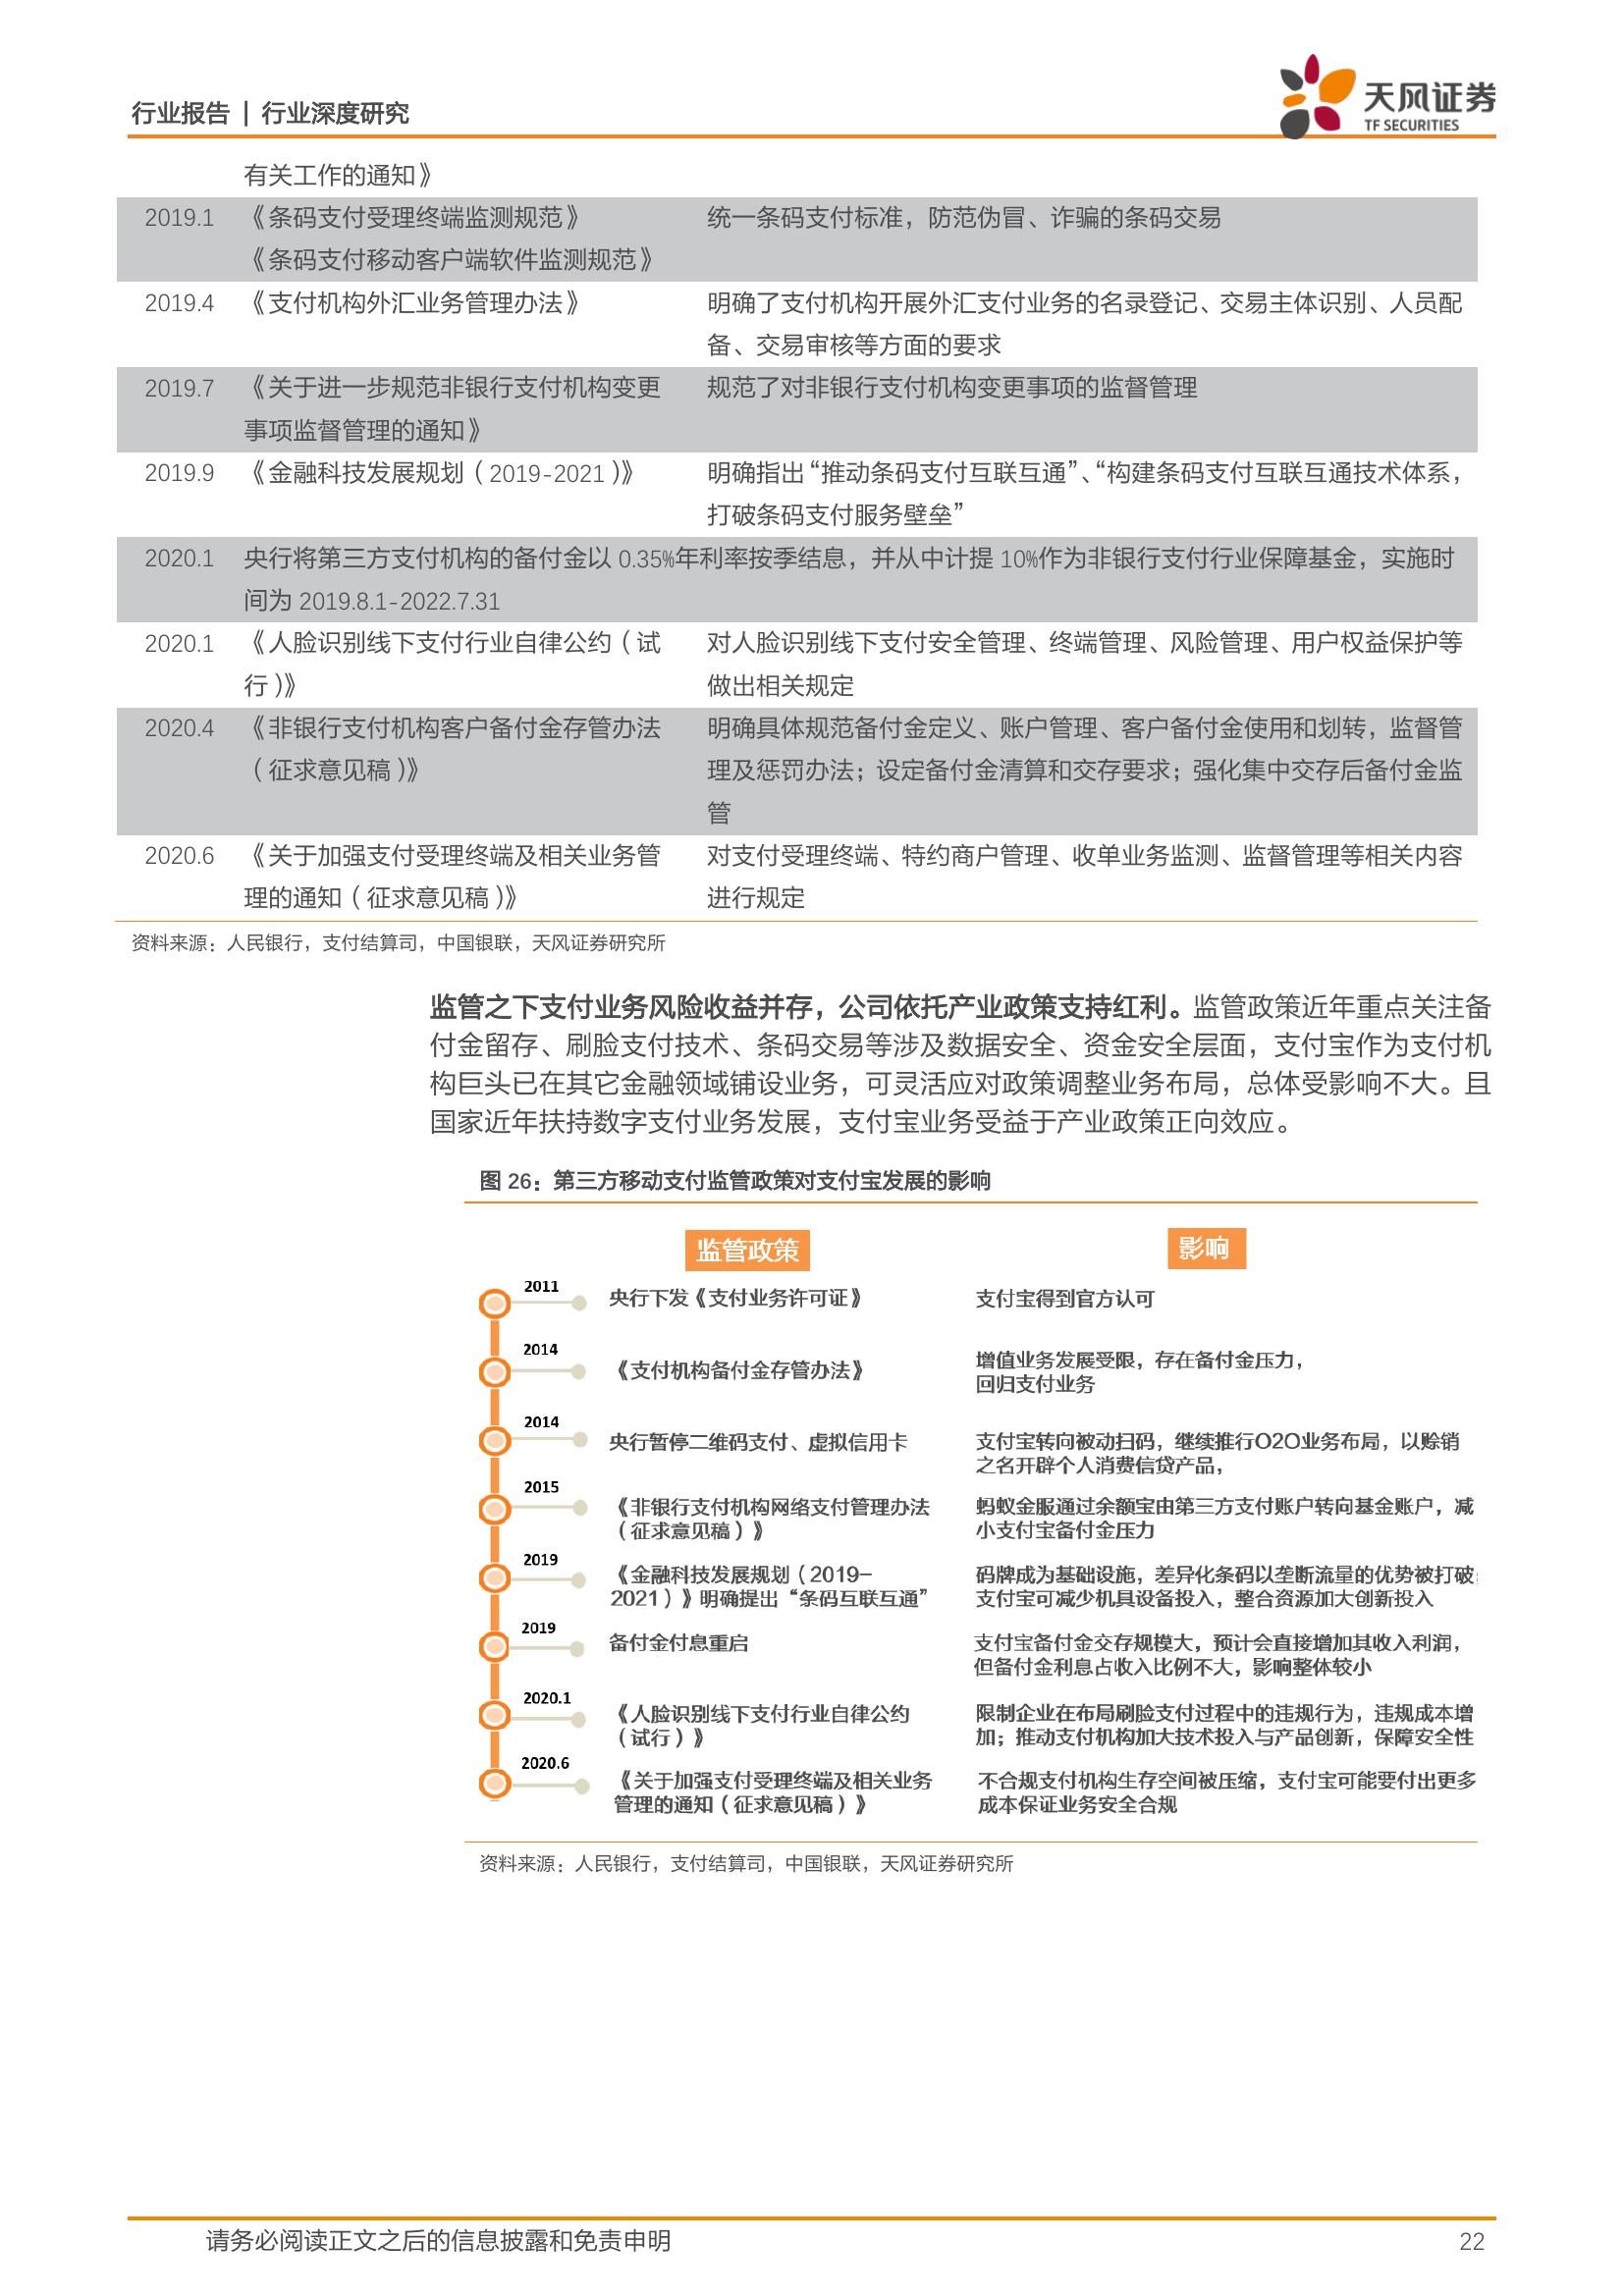 行业报告 | 行业深度研究
天风证券
TF SECURITIES
有关工作的通知》
2019.1 《条码支付受理终端监测规范》 统一条码支付标准，防范伪冒、诈骗的条码交易
《条码支付移动客户端软件监测规范》
2019.4 《支付机构外汇业务管理办法》 明确了支付机构开展外汇支付业务的名录登记、交易主体识别、人员配
备、交易审核等方面的要求
2019.7 《关于进一步规范非银行支付机构变更 规范了对非银行支付机构变更事项的监督管理
事项监督管理的通知》
2019.9 《金融科技发展规划（2019-2021）》 明确指出“推动条码支付互联互通”、“构建条码支付互联互通技术体系，
打破条码支付服务壁垒”
2020.1 央行将第三方支付机构的备付金以 0.35%年利率按季结息，并从中计提 10%作为非银行支付行业保障基金，实施时
间为 2019.8.1-2022.7.31
2020.1 《人脸识别线下支付行业自律公约（试 对人脸识别线下支付安全管理、终端管理、风险管理、用户权益保护等
行）》 做出相关规定
2020.4 《非银行支付机构客户备付金存管办法 明确具体规范备付金定义、账户管理、客户备付金使用和划转，监督管
（征求意见稿）》 理及惩罚办法；设定备付金清算和交存要求；强化集中交存后备付金监
管
2020.6 《关于加强支付受理终端及相关业务管 对支付受理终端、特约商户管理、收单业务监测、监督管理等相关内容
理的通知（征求意见稿）》 进行规定
资料来源：人民银行，支付结算司，中国银联，天风证券研究所
监管之下支付业务风险收益并存，公司依托产业政策支持红利。监管政策近年重点关注备
付金留存、刷脸支付技术、条码交易等涉及数据安全、资金安全层面，支付宝作为支付机
构巨头已在其它金融领域铺设业务，可灵活应对政策调整业务布局，总体受影响不大。且
国家近年扶持数字支付业务发展，支付宝业务受益于产业政策正向效应。
图 26：第三方移动支付监管政策对支付宝发展的影响
监管政策 影响
2011 央行下发《支付业务许可证》 支付宝得到官方认可
2014 《支付机构备付金存管办法》 增值业务发展受限，存在备付金压力，
回归支付业务
2014 央行暂停二维码支付、虚拟信用卡 支付宝转向被动扫码，继续推行O2O业务布局，以赊销
之名开辟个人消费信贷产品，
2015 《非银行支付机构网络支付管理办法 蚂蚁金服通过余额宝由第三方支付账户转向基金账户，减
（征求意见稿）》 小支付宝备付金压力
2019 《金融科技发展规划（2019– 码牌成为基础设施，差异化条码以垄断流量的优势被打破；
2021）》明确提出“条码互联互通” 支付宝可减少机具设备投入，整合资源加大创新投入
2019 备付金付息重启 支付宝备付金交存规模大，预计会直接增加其收入利润，
但备付金利息占收入比例不大，影响整体较小
2020.1 《人脸识别线下支付行业自律公约 限制企业在布局刷脸支付过程中的违规行为，违规成本增
（试行）》 加；推动支付机构加大技术投入与产品创新，保障安全性
2020.6 《关于加强支付受理终端及相关业务 不合规支付机构生存空间被压缩，支付宝可能要付出更多
管理的通知（征求意见稿）》 成本保证业务安全合规
资料来源：人民银行，支付结算司，中国银联，天风证券研究所
请务必阅读正文之后的信息披露和免责申明 22